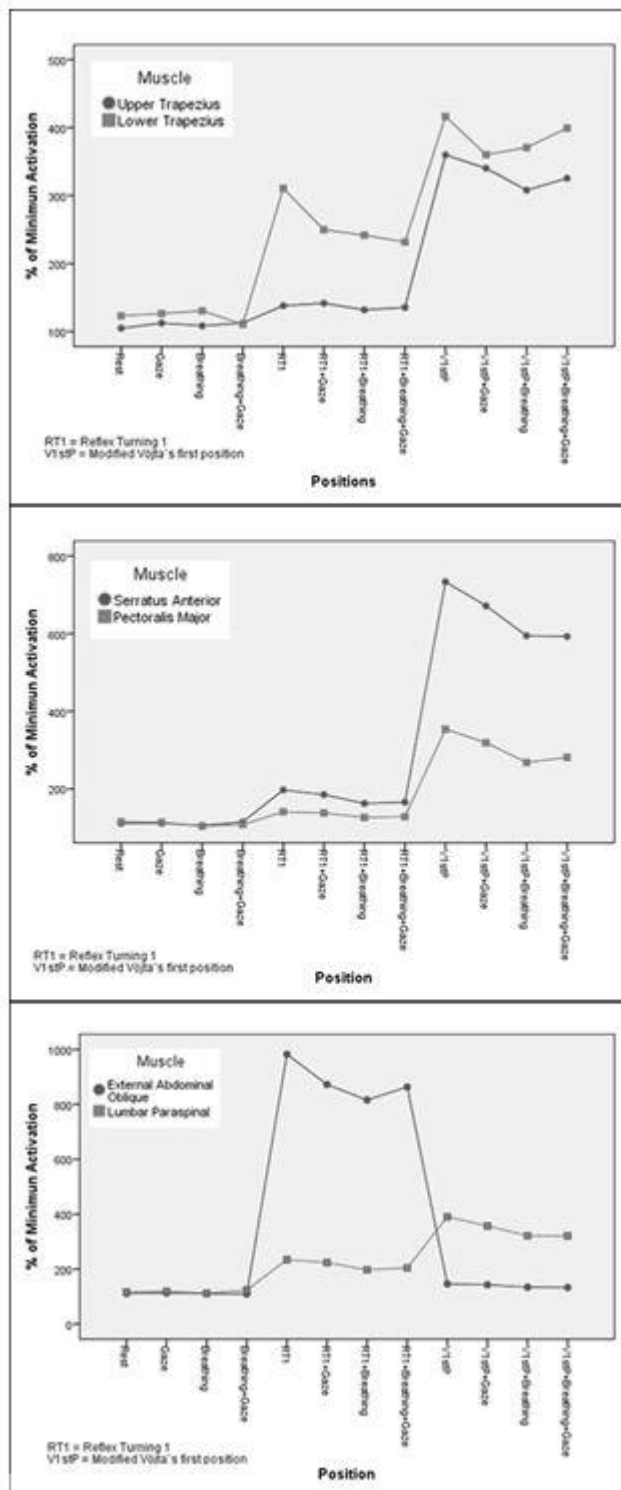 % of Minimun Activation
500
400
300
200
100
Muscle
Upper Trapezius
Lower Trapezius
Rest
Gaze
Breathing
Breathing+Gaze
RT1
RT1+Gaze
RT1+Breathing
RT1+Breathing+Gaze
V1stP
V1stP+Gaze
V1stP+Breathing
V1stP+Breathing+Gaze
RT1 = Reflex Turning 1
V1stP = Modified Vojta´s first position
Positions
% of Minimun Activation
800
600
400
200
Muscle
Serratus Anterior
Pectoralis Major
Rest
Gaze
Breathing
Breathing+Gaze
RT1
RT1+Gaze
RT1+Breathing
RT1+Breathing+Gaze
V1stP
V1stP+Gaze
V1stP+Breathing
V1stP+Breathing+Gaze
RT1 = Reflex Turning 1
V1stP = Modified Vojta´s first position
Position
% of Minimun Activation
1000
800
600
400
200
0
Muscle
External Abdominal
Oblique
Lumbar Paraspinal
Rest
Gaze
Breathing
Breathing+Gaze
RT1
RT1+Gaze
RT1+Breathing
RT1+Breathing+Gaze
V1stP
V1stP+Gaze
V1stP+Breathing
V1stP+Breathing+Gaze
RT1 = Reflex Turning 1
V1stP = Modified Vojta´s first position
Position